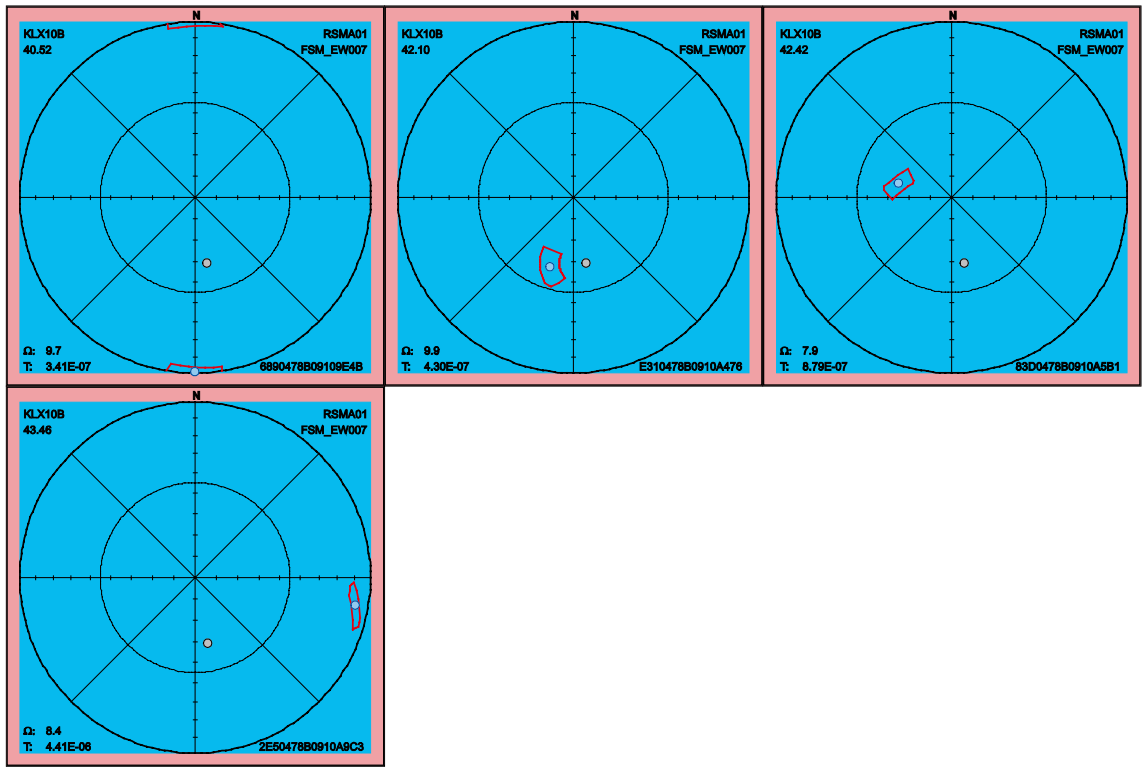 N
KLX10B RSMA01
40.52 FSM_EW007
Ω: 9.7
T: 3.41E-07 6890478B09109E4B
N
KLX10B RSMA01
42.10 FSM_EW007
Ω: 9.9
T: 4.30E-07 E310478B0910A476
N
KLX10B RSMA01
42.42 FSM_EW007
Ω: 7.9
T: 8.79E-07 83D0478B0910A5B1
N
KLX10B RSMA01
43.46 FSM_EW007
Ω: 8.4
T: 4.41E-06 2E50478B0910A9C3